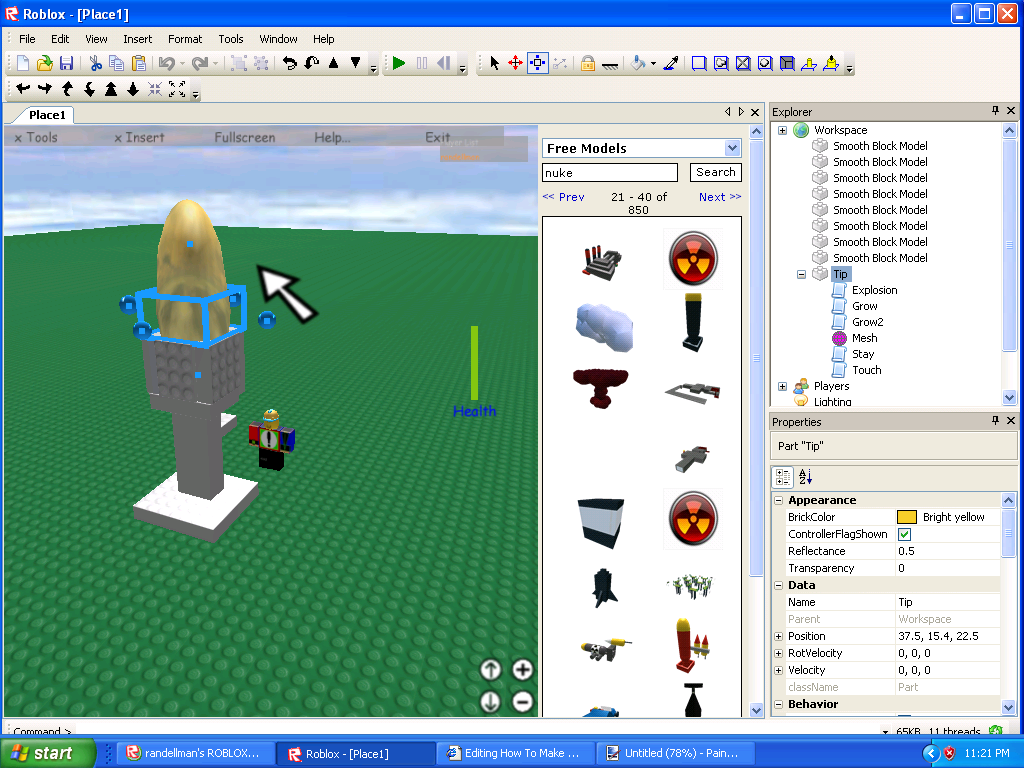 Roblox - [Place1]
File Edit View Insert Format Tools Window Help
Place1
x Tools x Insert Fullscreen Help... Exit
Health
Free Models
nuke Search
<< Prev 21 - 40 of 850 Next >>
Explorer
Workspace
Smooth Block Model
Smooth Block Model
Smooth Block Model
Smooth Block Model
Smooth Block Model
Smooth Block Model
Smooth Block Model
Smooth Block Model
Tip
Explosion
Grow
Grow2
Mesh
Stay
Touch
Players
Lighting
Properties
Part "Tip"
Appearance
BrickColor Bright yellow
ControllerFlagShown
Reflectance 0.5
Transparency 0
Data
Name Tip
Parent Workspace
Position 37.5, 15.4, 22.5
RotVelocity 0, 0, 0
Velocity 0, 0, 0
className Part
Behavior
Command >
65KB 11 threads
start
randellman's ROBLOX...
Roblox - [Place1]
Editing How To Make ...
Untitled (78%) - Pain...
11:21 PM